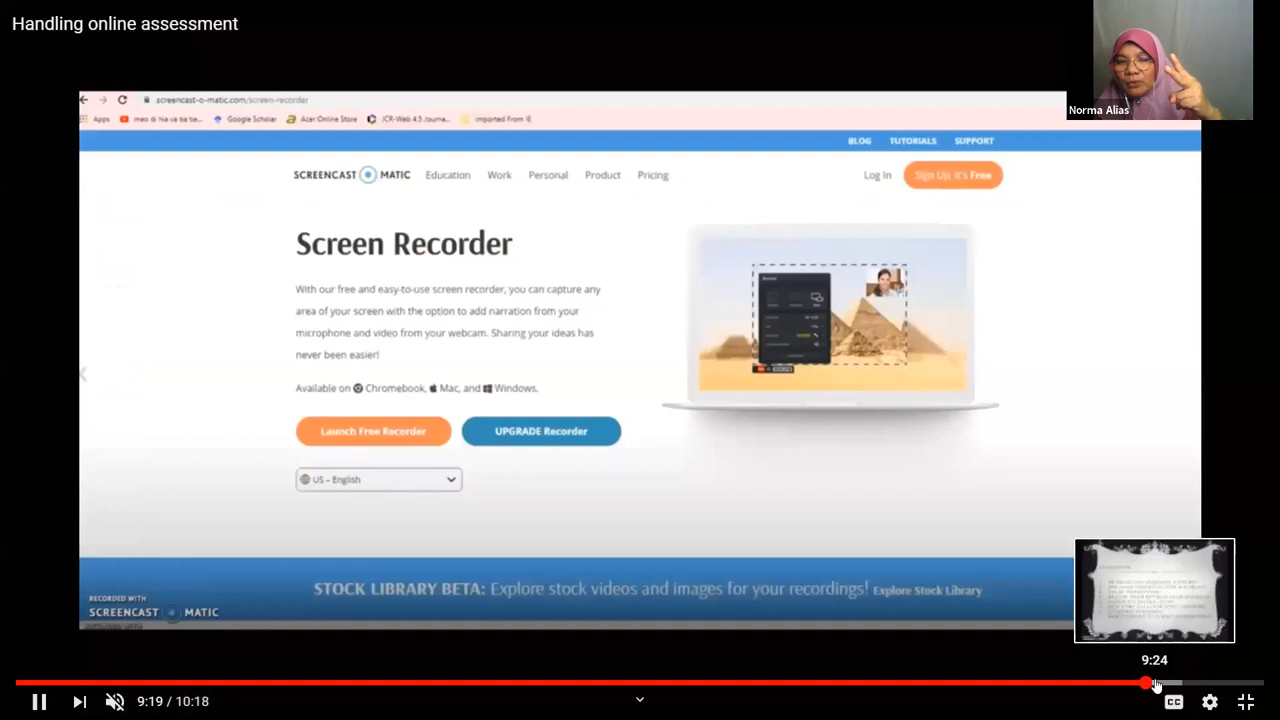 Handling online assessment
Norma Alias
screencast-o-matic.com/screen-recorder
Apps
Google Scholar
Acer Online Store
BLOG TUTORIALS SUPPORT
SCREENCAST MATIC Education Work Personal Product Pricing Log In Sign Up, it's Free
Screen Recorder
With our free and easy-to-use screen recorder, you can capture any
area of your screen with the option to add narration from your
microphone and video from your webcam. Sharing your ideas has
never been easier!
Available on Chromebook, Mac, and Windows.
Launch Free Recorder UPGRADE Recorder
US – English
STOCK LIBRARY BETA: Explore stock videos and images for your recordings! Explore Stock Library
RECORDED WITH
SCREENCAST MATIC
9:24
9:19 / 10:18
CC